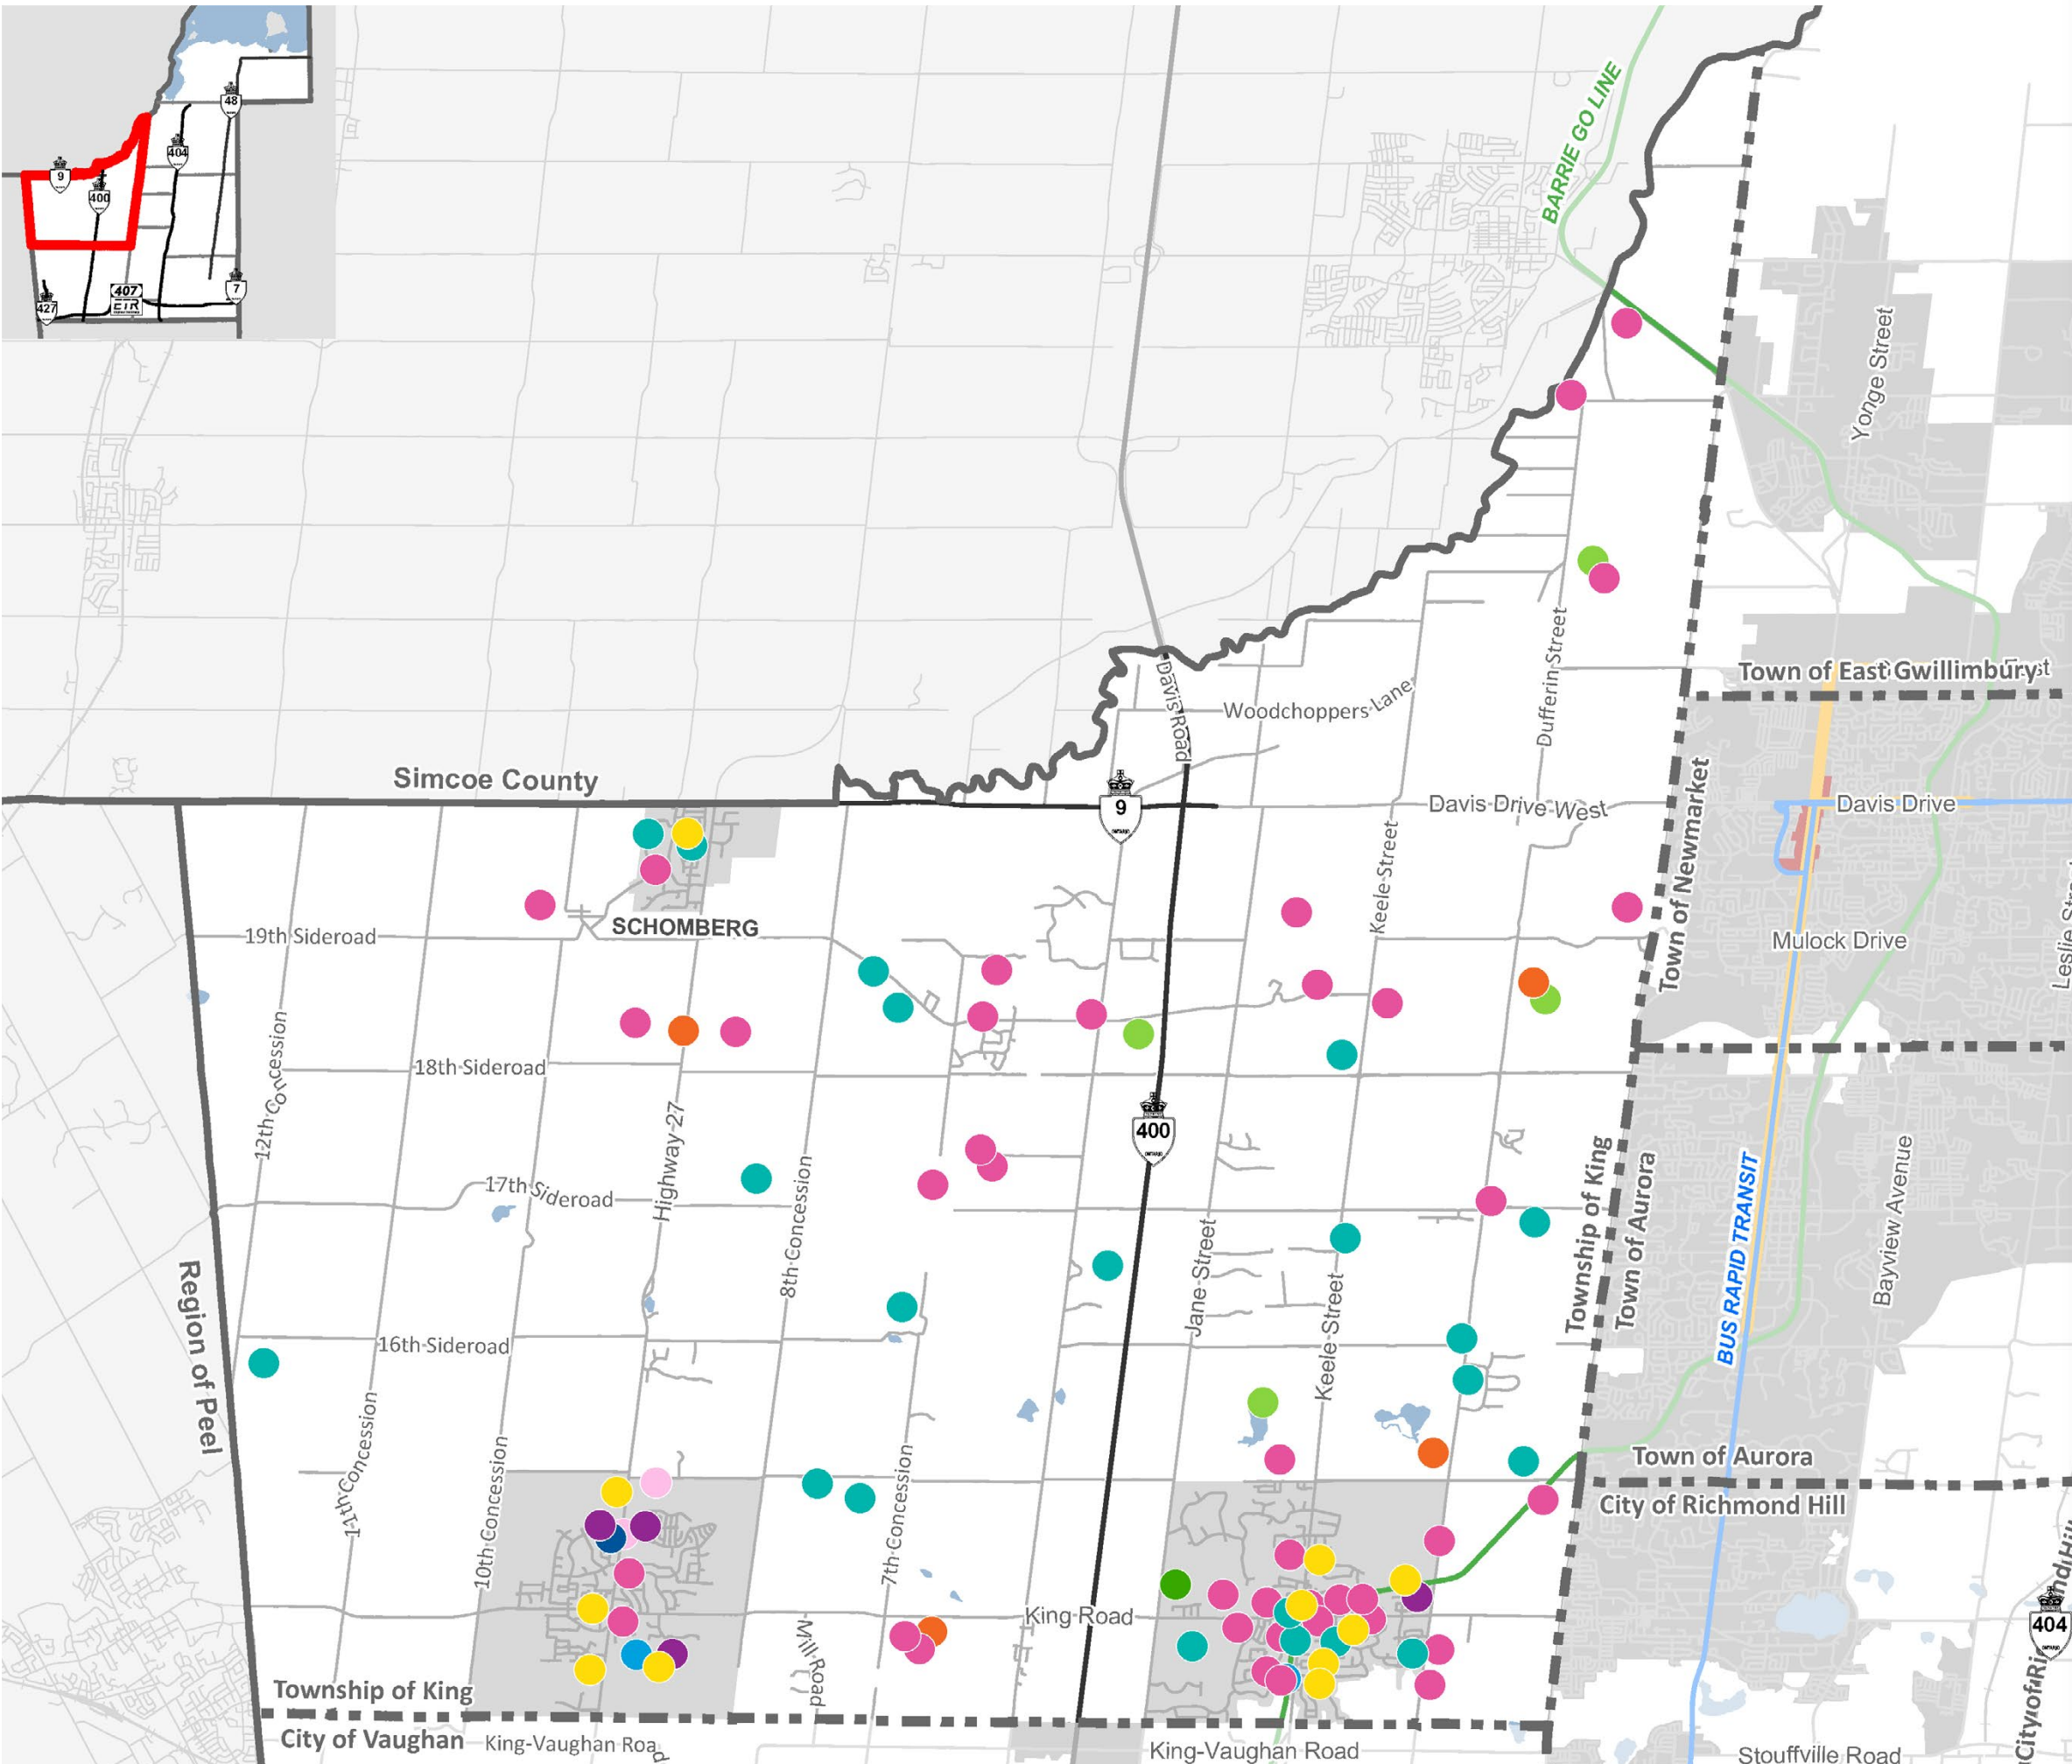 48
404
9
400
407
ETR
7
427
BARRIE GO LINE
Yonge Street
Town of East Gwillimbury
Dufferin Street
Woodchoppers Lane
Davis Road
Simcoe County
9
ONTARIO
Davis Drive West
Davis Drive
Town of Newmarket
Keele Street
SCHOMBERG
19th Sideroad
Mulock Drive
12th Concession
18th Sideroad
Highway 27
400
ONTARIO
17th Sideroad
8th Concession
Township of King
Town of Aurora
BUS RAPID TRANSIT
Bayview Avenue
Jane Street
Keele Street
Region of Peel
16th Sideroad
11th Concession
10th Concession
7th Concession
Town of Aurora
City of Richmond Hill
King Road
Mill Road
404
ONTARIO
Township of King
City of Vaughan
King-Vaughan Road
King-Vaughan Road
Stouffville Road